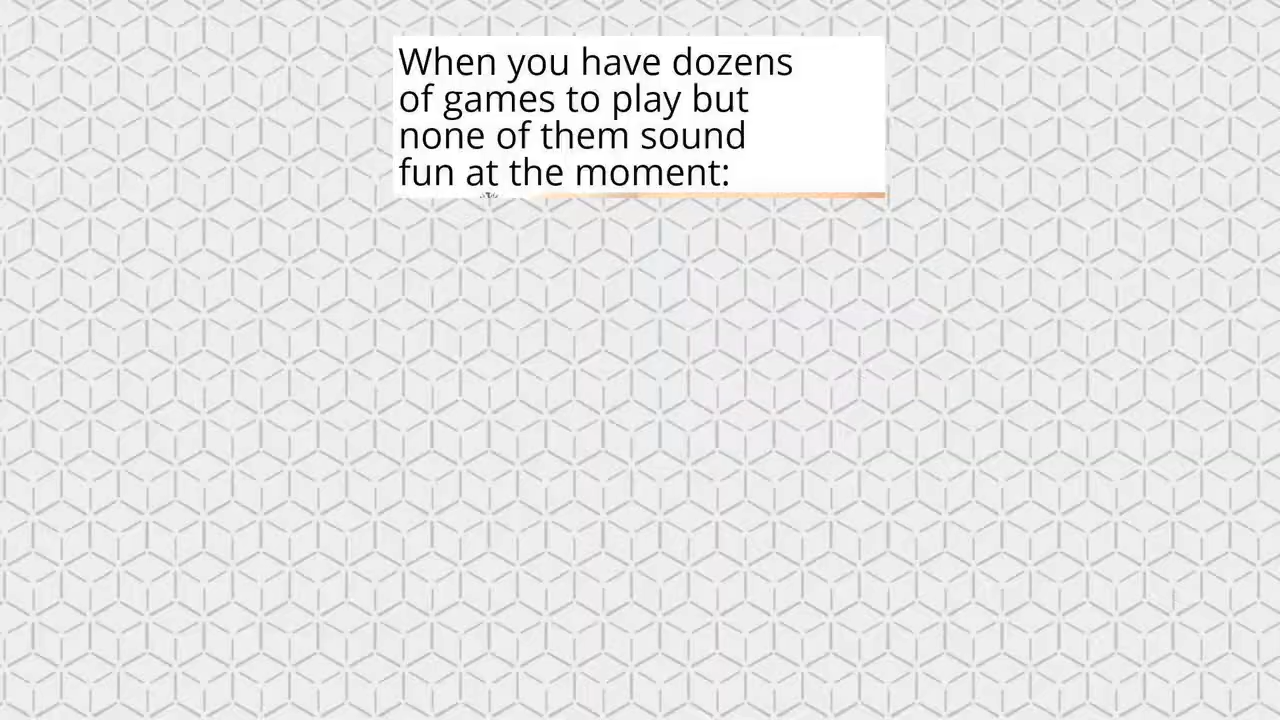 When you have dozens
of games to play but
none of them sound
fun at the moment: